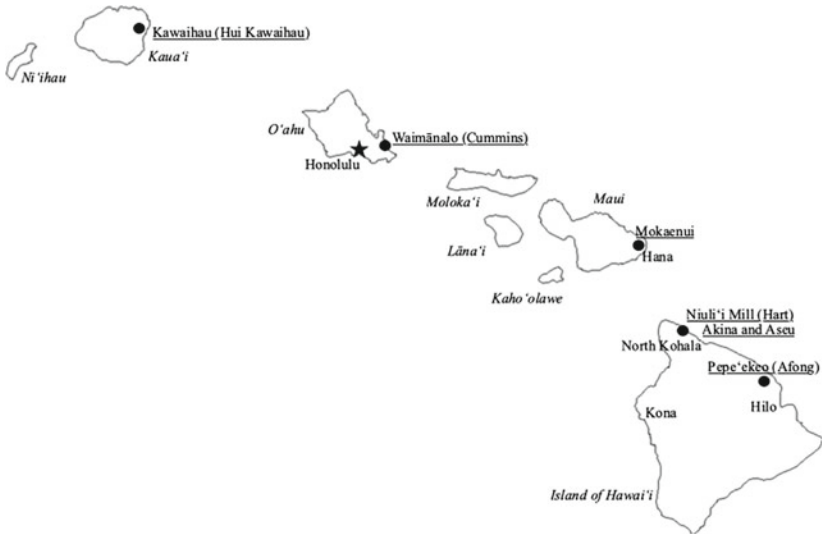 Kawaihau (Hui Kawaihau)
Kaua‘i
Ni‘ihau
O‘ahu
Waimānalo (Cummins)
Honolulu
Moloka‘i
Maui
Mokaenui
Lāna‘i
Hana
Kaho‘olawe
Niuli‘i Mill (Hart)
Akina and Aseu
North Kohala
Pepe‘ekeo (Afong)
Kona
Hilo
Island of Hawai‘i